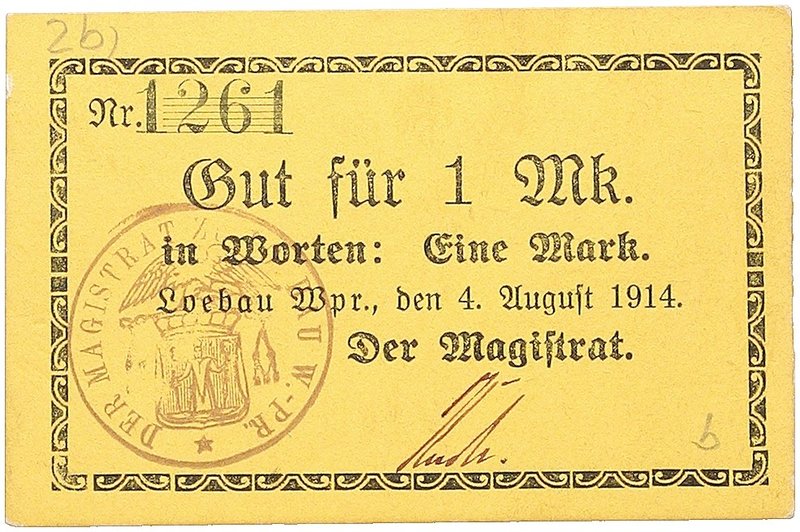 2b)
Nr. 1261
Gut für 1 Mk.
in Worten: Eine Mark.
Loebau Wpr., den 4. August 1914.
Der Magistrat.
DER MAGISTRAT ZU U W.-PR.
b